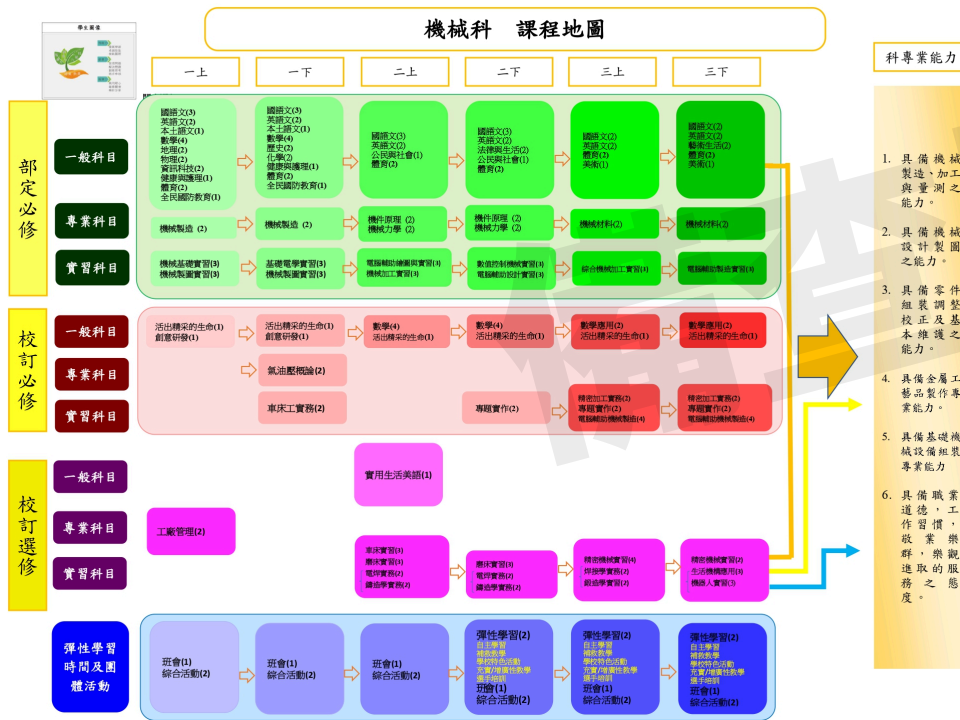 機械科　課程地圖
學生圖像
一上
一下
二上
二下
三上
三下
科專業能力
部定必修
一般科目
國語文(3)
英語文(2)
本土語文(1)
數學(4)
地理(2)
物理(2)
資訊科技(2)
健康與護理(1)
體育(2)
全民國防教育(1)
國語文(3)
英語文(2)
本土語文(1)
數學(4)
歷史(2)
化學(2)
健康與護理(1)
體育(2)
全民國防教育(1)
國語文(3)
英語文(2)
公民與社會(1)
體育(2)
國語文(3)
英語文(2)
法律與生活(2)
公民與社會(1)
體育(2)
國語文(2)
英語文(2)
體育(2)
美術(1)
國語文(2)
英語文(2)
藝術生活(2)
體育(2)
美術(1)
專業科目
機械製造 (2)
機械製造 (2)
機件原理 (2)
機械力學 (2)
機件原理 (2)
機械力學 (2)
機械材料(2)
機械材料(2)
實習科目
機械基礎實習(3)
機械製圖實習(3)
基礎電學實習(3)
機械製圖實習(3)
電腦輔助繪圖與實習(3)
機械加工實習(3)
數值控制機械實習(3)
電腦輔助設計實習(3)
綜合機械加工實習(3)
電腦輔助製造實習(3)
校訂必修
一般科目
活出精采的生命(1)
創意研發(1)
活出精采的生命(1)
創意研發(1)
數學(4)
活出精采的生命(1)
數學(4)
活出精采的生命(1)
數學應用(2)
活出精采的生命(1)
數學應用(2)
活出精采的生命(1)
專業科目
氣油壓概論(2)
實習科目
車床工實務(2)
專題實作(2)
精密加工實務(2)
專題實作(2)
電腦輔助機械製造(4)
精密加工實務(2)
專題實作(2)
電腦輔助機械製造(4)
校訂選修
一般科目
實用生活美語(1)
專業科目
工廠管理(2)
實習科目
車床實習(3)
磨床實習(3)
電焊實務(2)
鑄造學實務(2)
磨床實習(3)
電焊實務(2)
鑄造學實務(2)
精密機械實習(4)
焊接學實務(2)
鍛造學實習(2)
精密機械實習(2)
生活機構應用(3)
機器人實習(3)
彈性學習
時間及團
體活動
班會(1)
綜合活動(2)
班會(1)
綜合活動(2)
班會(1)
綜合活動(2)
彈性學習(2)
自主學習
補救教學
學校特色活動
充實/增廣性教學
選手培訓
班會(1)
綜合活動(2)
彈性學習(2)
自主學習
補救教學
學校特色活動
充實/增廣性教學
選手培訓
班會(1)
綜合活動(2)
彈性學習(2)
自主學習
補救教學
學校特色活動
充實/增廣性教學
選手培訓
班會(1)
綜合活動(2)
1. 具備機械
製造、加工
與量測之
能力。
2. 具備機械
設計製圖
之能力。
3. 具備零件
組裝調整
校正及基
本維護之
能力。
4. 具備金屬工
藝品製作專
業能力。
5. 具備基礎機
械設備組裝
專業能力
6. 具備職業
道德，工
作習慣，
敬業樂
群，樂觀
進取的服
務之態
度。
備查